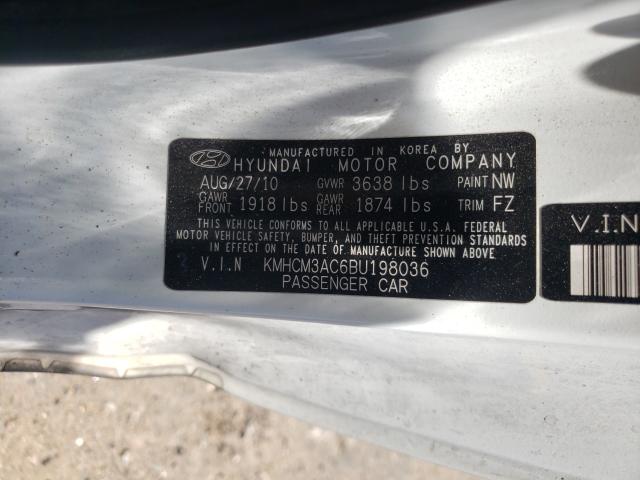 MANUFACTURED IN KOREA BY
HYUNDAI MOTOR COMPANY
AUG/27/10 GVWR 3638 lbs PAINT NW
GAWR FRONT 1918 lbs GAWR REAR 1874 lbs TRIM FZ
THIS VEHICLE CONFORMS TO ALL APPLICABLE U.S.A. FEDERAL
MOTOR VEHICLE SAFETY, BUMPER, AND THEFT PREVENTION STANDARDS
IN EFFECT ON THE DATE OF MANUFACTURE SHOWN ABOVE.
V.I.N KMHCM3AC6BU198036
PASSENGER CAR
V.I.N